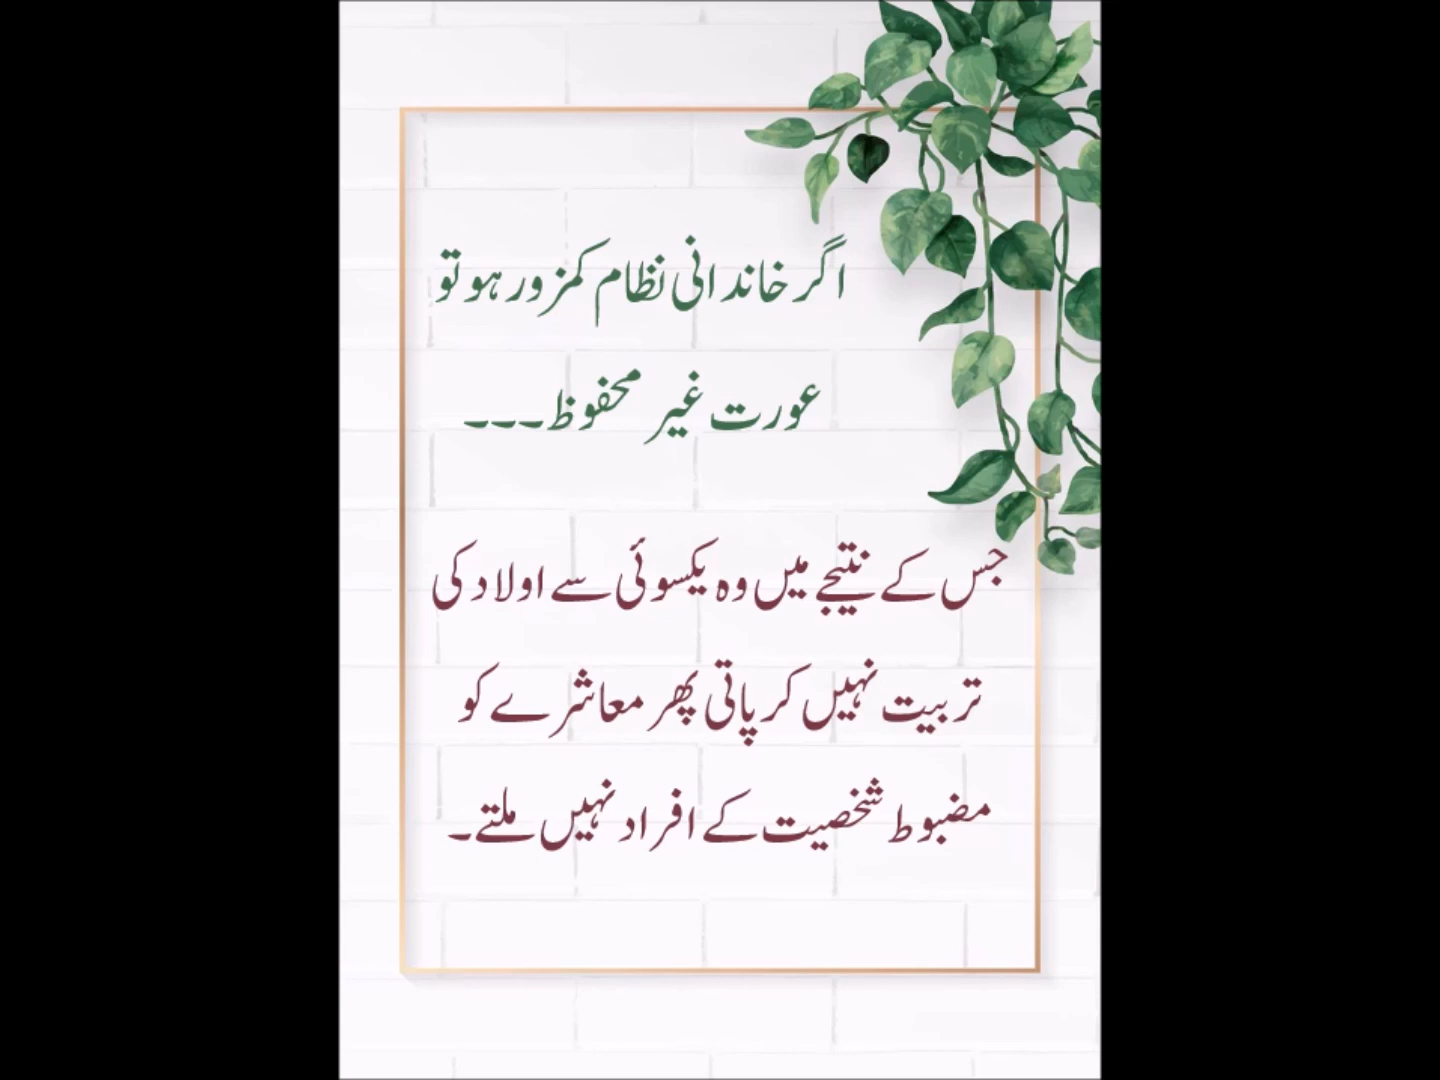 اگر خاندانی نظام کمزور ہو تو
عورت غیر محفوظ۔۔۔
جس کے نتیجے میں وہ یکسوئی سے اولاد کی
تربیت نہیں کر پاتی پھر معاشرے کو
مضبوط شخصیت کے افراد نہیں ملتے۔